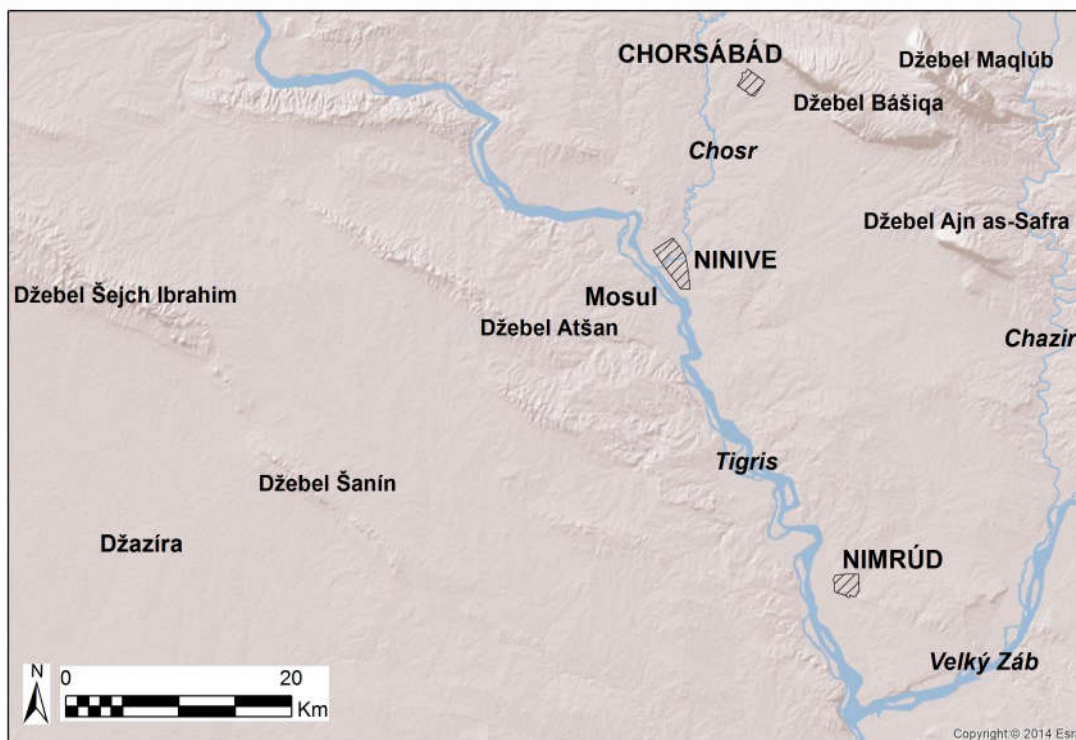 CHORSÁBÁD
Džebel Maqlúb
Džebel Bášiqa
Chosr
Džebel Ajn as-Safra
NINIVE
Džebel Šejch Ibrahim
Mosul
Džebel Atšan
Chazir
Tigris
Džebel Šanín
Džazíra
NIMRÚD
Velký Záb
N
0 20
Km
Copyright © 2014 Esri